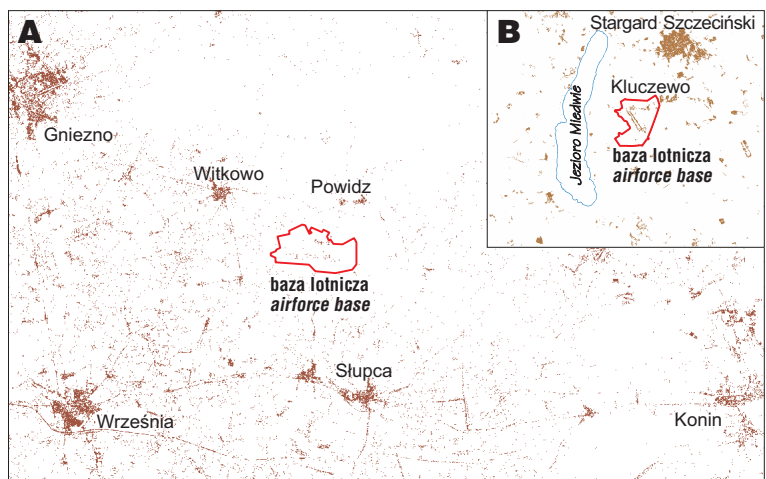 A
Gniezno
Witkowo
Powidz
baza lotnicza
airforce base
Słupca
Września
Konin
B
Stargard Szczeciński
Kluczewo
Jezioro Miedwie
baza lotnicza
airforce base